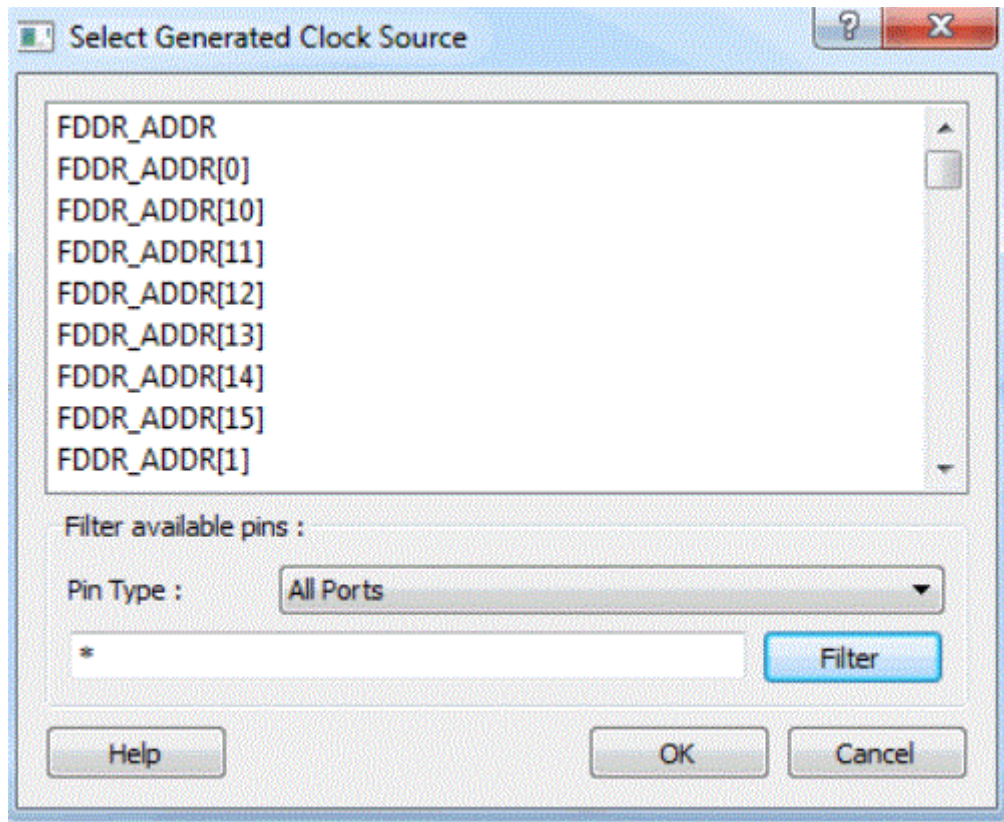 Select Generated Clock Source
?
X
FDDR_ADDR
FDDR_ADDR[0]
FDDR_ADDR[10]
FDDR_ADDR[11]
FDDR_ADDR[12]
FDDR_ADDR[13]
FDDR_ADDR[14]
FDDR_ADDR[15]
FDDR_ADDR[1]
Filter available pins :
Pin Type :
All Ports
*
Filter
Help
OK
Cancel